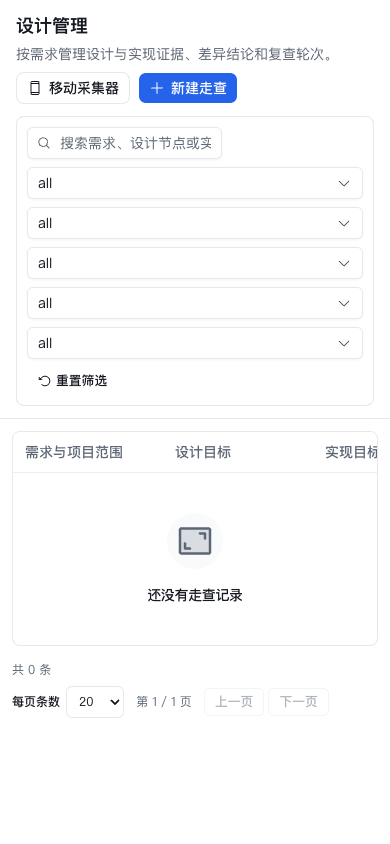 设计管理
按需求管理设计与实现证据、差异结论和复查轮次。
移动采集器
新建走查
搜索需求、设计节点或实
all
all
all
all
all
重置筛选
需求与项目范围 设计目标 实现目标
还没有走查记录
共 0 条
每页条数 20 第 1 / 1 页 上一页 下一页